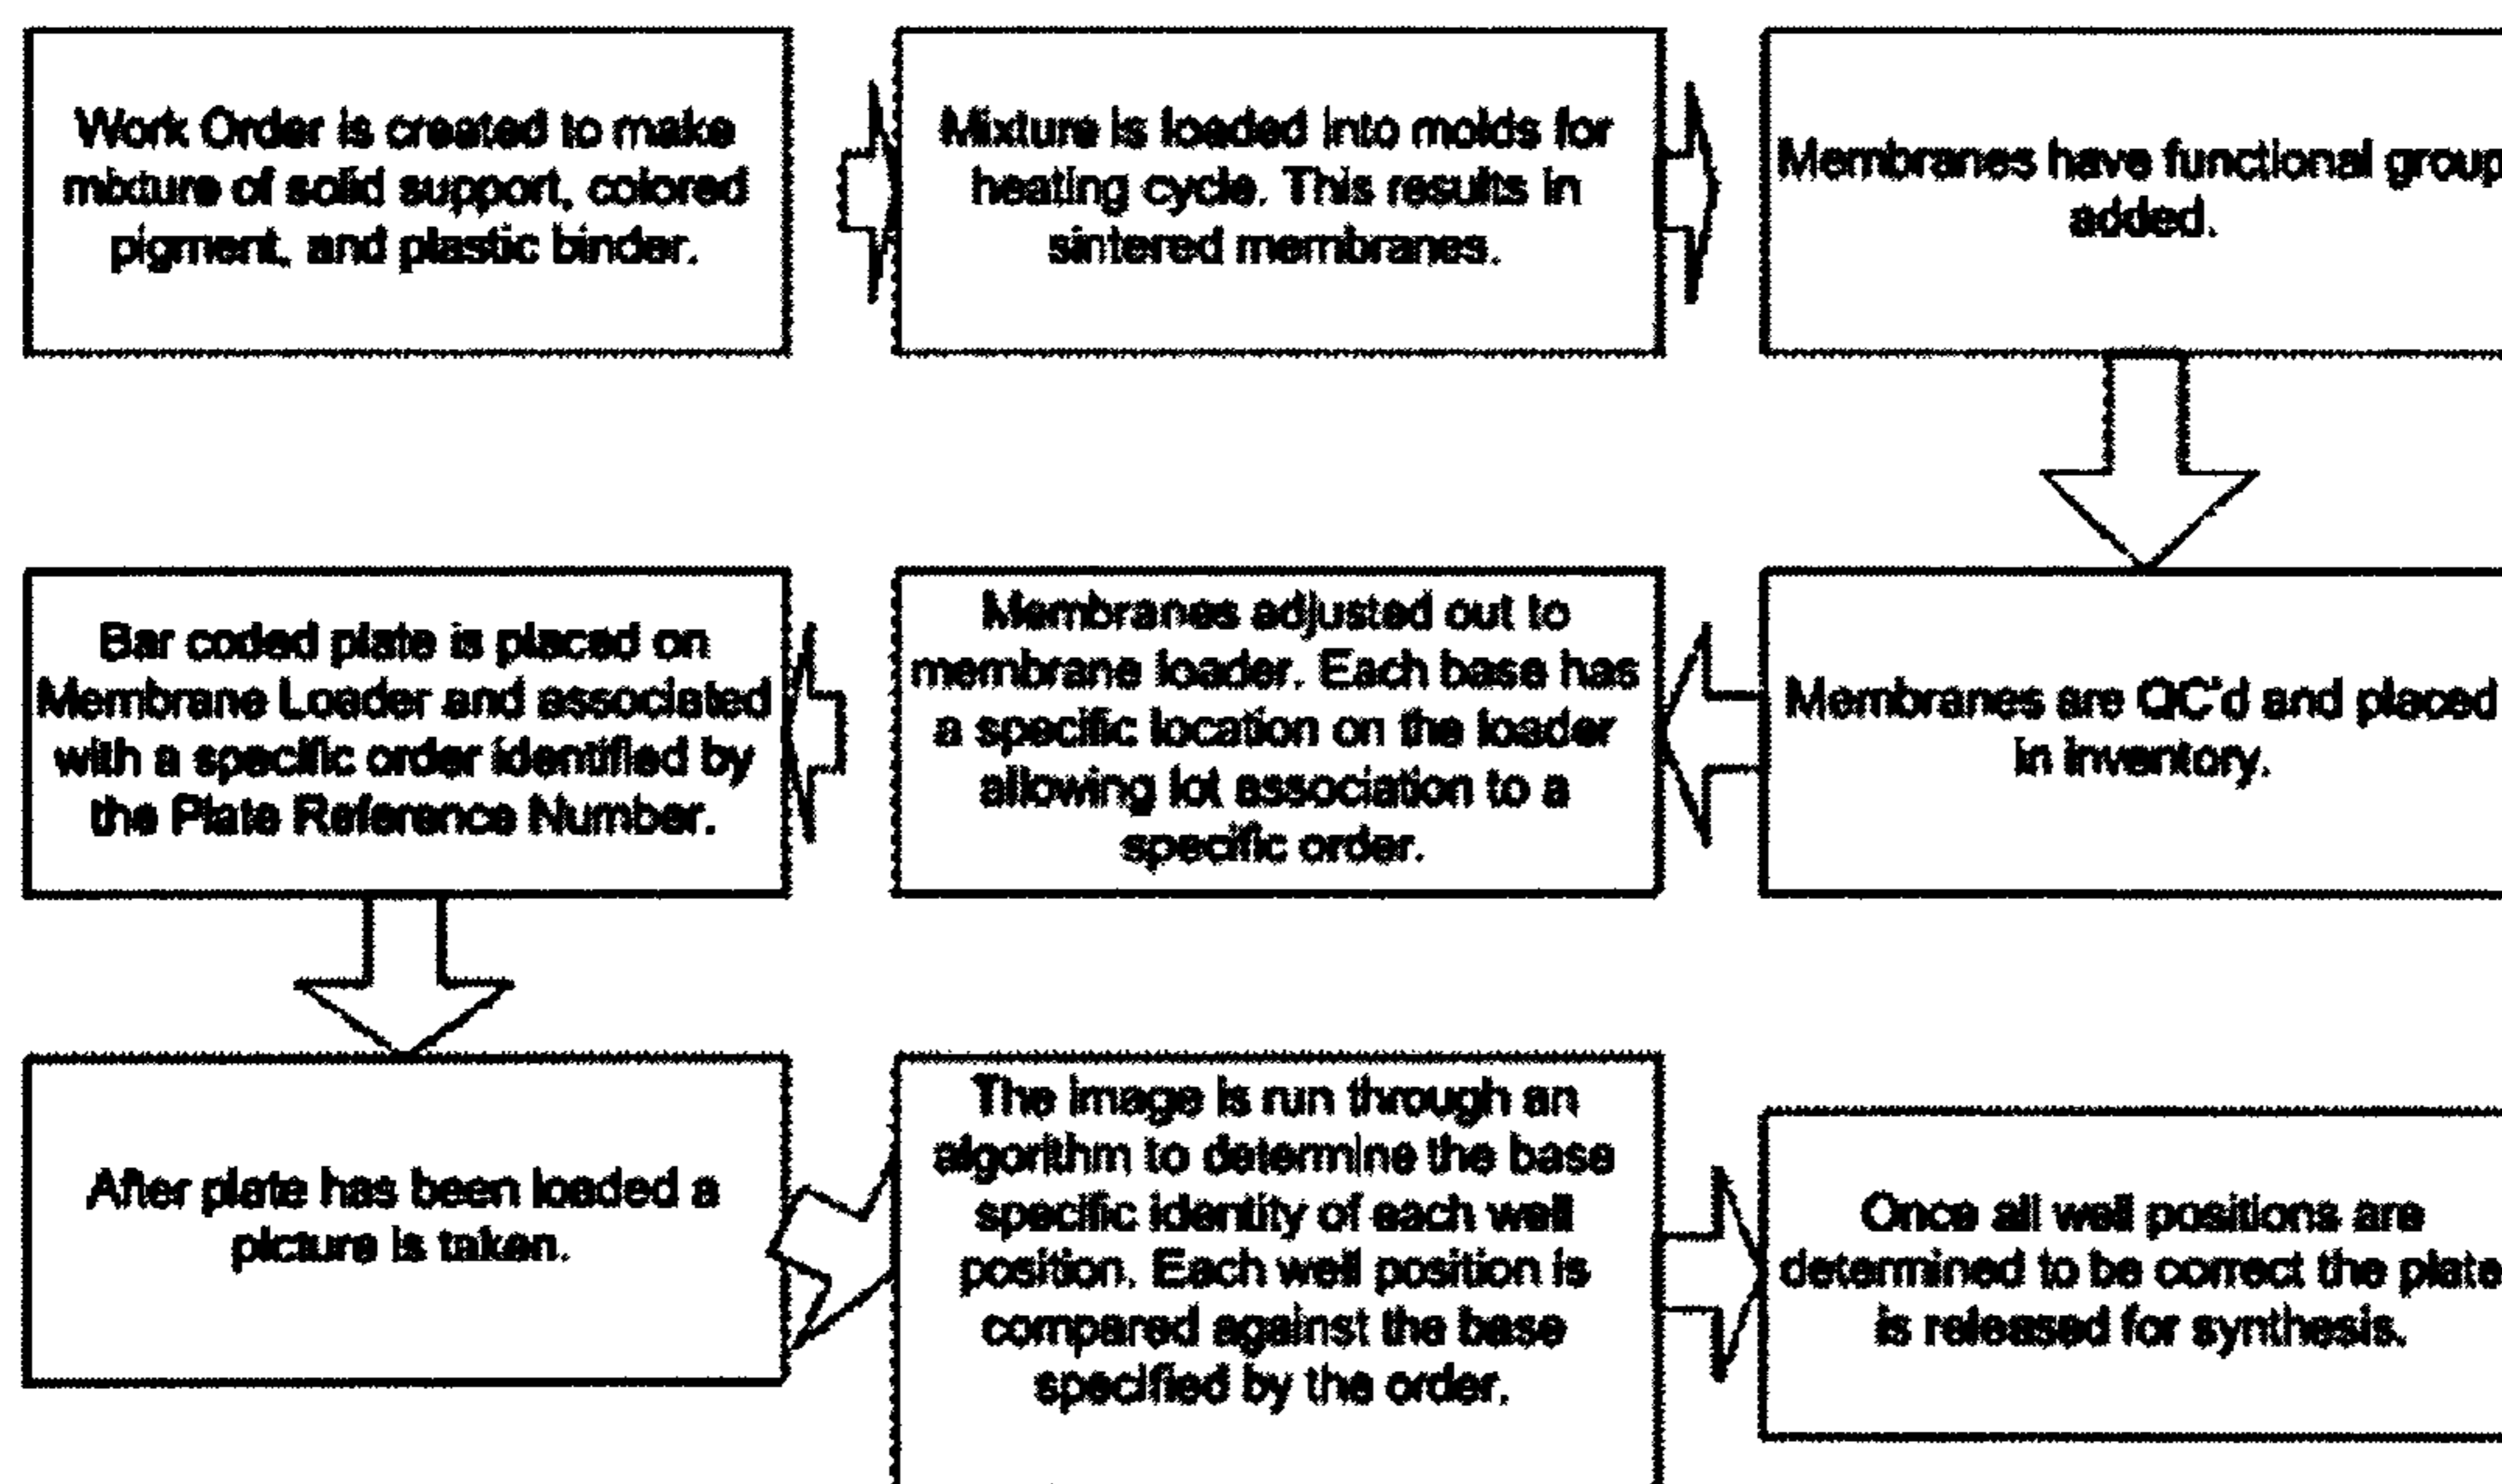 Work Order is created to make
mixture of solid support, colored
pigment, and plastic binder.
Mixture is loaded into molds for
heating cycle. This results in
sintered membranes.
Membranes have functional group
added.
Membranes are QC'd and placed
in inventory.
Membranes adjusted out to
membrane loader. Each base has
a specific location on the loader
allowing lot association to a
specific order.
Bar coded plate is placed on
Membrane Loader and associated
with a specific order identified by
the Plate Reference Number.
After plate has been loaded a
picture is taken.
The image is run through an
algorithm to determine the base
specific identity of each well
position. Each well position is
compared against the base
specified by the order.
Once all well positions are
determined to be correct the plate
is released for synthesis.